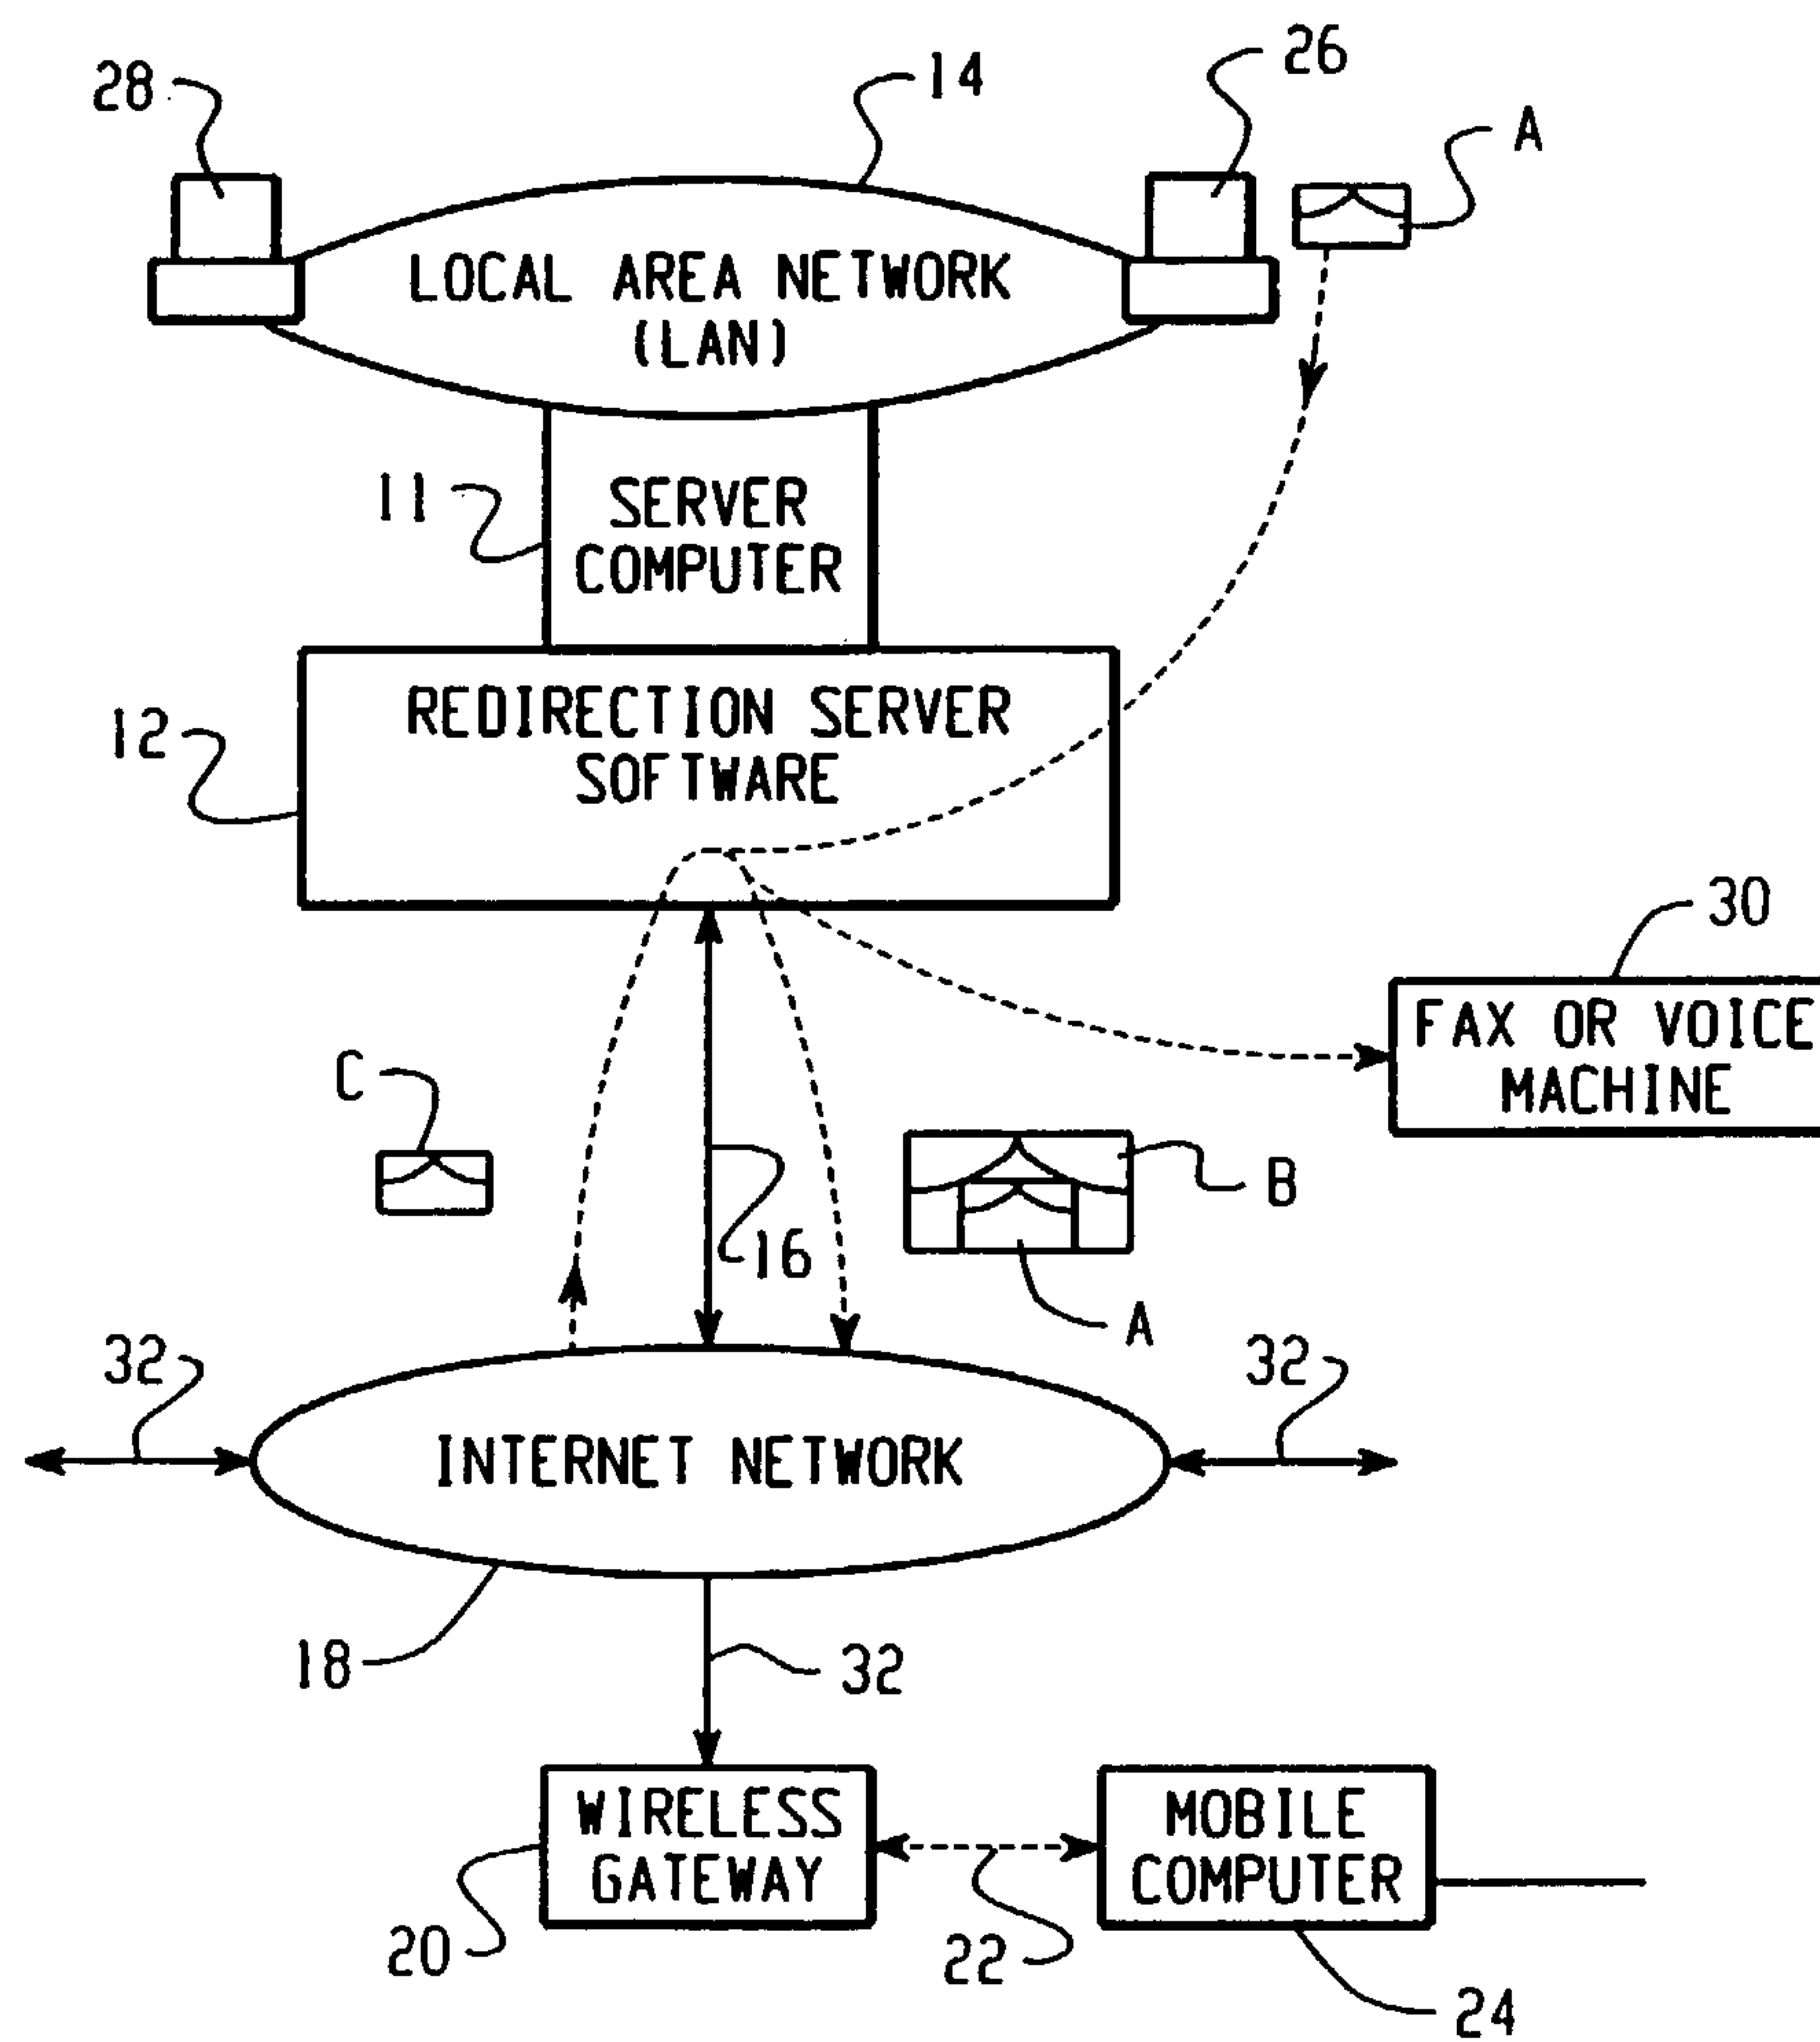 28
14
26
A
LOCAL AREA NETWORK
(LAN)
11
SERVER
COMPUTER
12
REDIRECTION SERVER
SOFTWARE
30
FAX OR VOICE
MACHINE
C
B
16
A
32
32
INTERNET NETWORK
18
32
WIRELESS
GATEWAY
MOBILE
COMPUTER
20
22
24